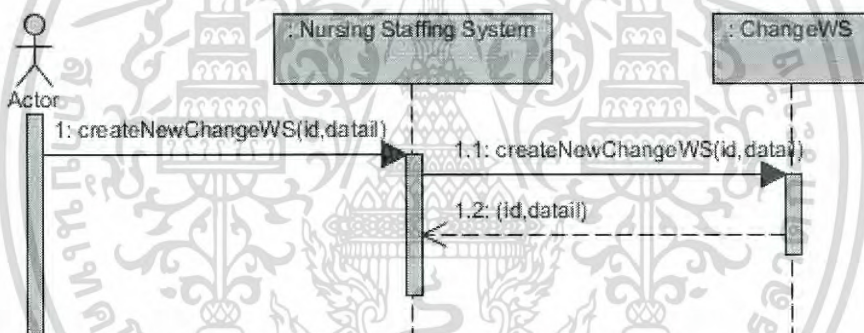 : Nursing Staffing System
: ChangeWS
Actor
1: createNewChangeWS(id,datail)
1.1: createNewChangeWS(id,datail)
1.2: (id,datail)